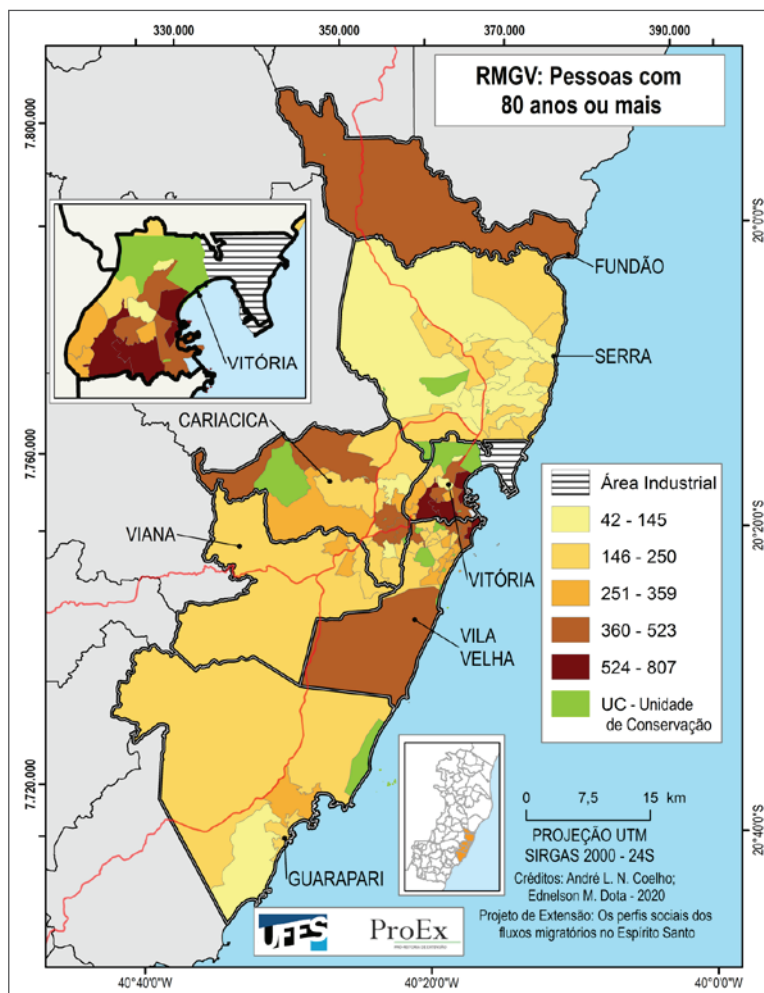 330.000
350.000
370.000
390.000
RMGV: Pessoas com
80 anos ou mais
7.800.000
20°0'0"S
FUNDÃO
VITÓRIA
SERRA
CARIACICA
7.760.000
Área Industrial
42 - 145
20°20'0"S
VIANA
146 - 250
VITÓRIA
251 - 359
360 - 523
VILA
VELHA
524 - 807
UC - Unidade
de Conservação
7.720.000
0 7,5 15 km
20°40'0"S
PROJEÇÃO UTM
SIRGAS 2000 - 24S
Créditos: André L. N. Coelho;
Ednelson M. Dota - 2020
GUARAPARI
Projeto de Extensão: Os perfis sociais dos
fluxos migratórios no Espírito Santo
UFES
ProEx
40°40'0"W
40°20'0"W
40°0'0"W